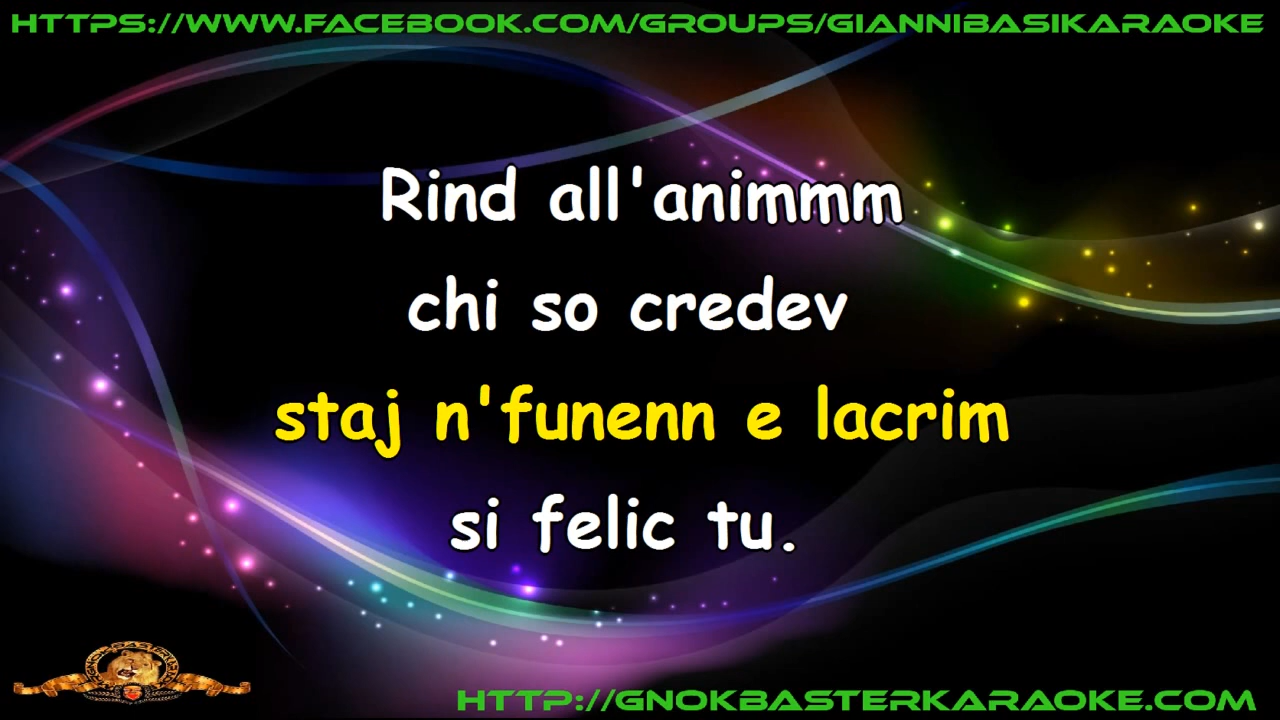 HTTPS://WWW.FACEBOOK.COM/GROUPS/GIANNIBASIKARAOKE
Rind all'animmm
chi so credev
staj n'funenn e lacrim
si felic tu.
HTTP://GNOKBASTERKARAOKE.COM